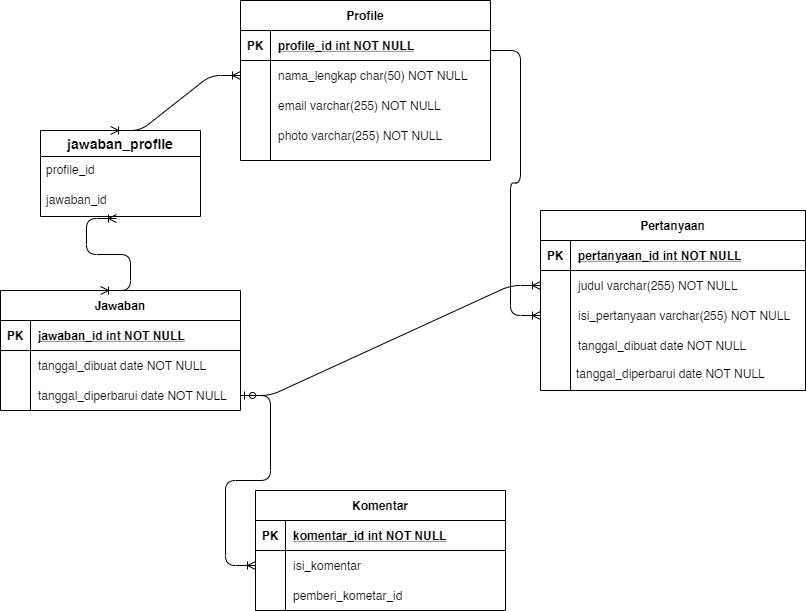 Profile
PK profile_id int NOT NULL
nama_lengkap char(50) NOT NULL
email varchar(255) NOT NULL
photo varchar(255) NOT NULL
jawaban_profile
profile_id
jawaban_id
Pertanyaan
PK pertanyaan_id int NOT NULL
judul varchar(255) NOT NULL
isi_pertanyaan varchar(255) NOT NULL
tanggal_dibuat date NOT NULL
tanggal_diperbarui date NOT NULL
Jawaban
PK jawaban_id int NOT NULL
tanggal_dibuat date NOT NULL
tanggal_diperbarui date NOT NULL
Komentar
PK komentar_id int NOT NULL
isi_komentar
pemberi_kometar_id